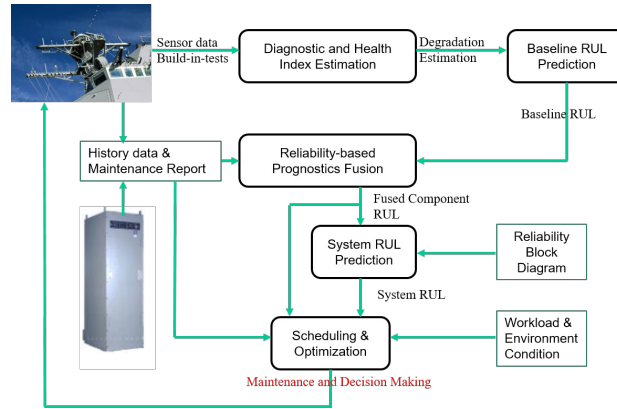 Sensor data
Build-in-tests
Diagnostic and Health
Index Estimation
Degradation
Estimation
Baseline RUL
Prediction
Baseline RUL
History data &
Maintenance Report
Reliability-based
Prognostics Fusion
Fused Component
RUL
System RUL
Prediction
Reliability
Block
Diagram
System RUL
Scheduling &
Optimization
Workload &
Environment
Condition
Maintenance and Decision Making